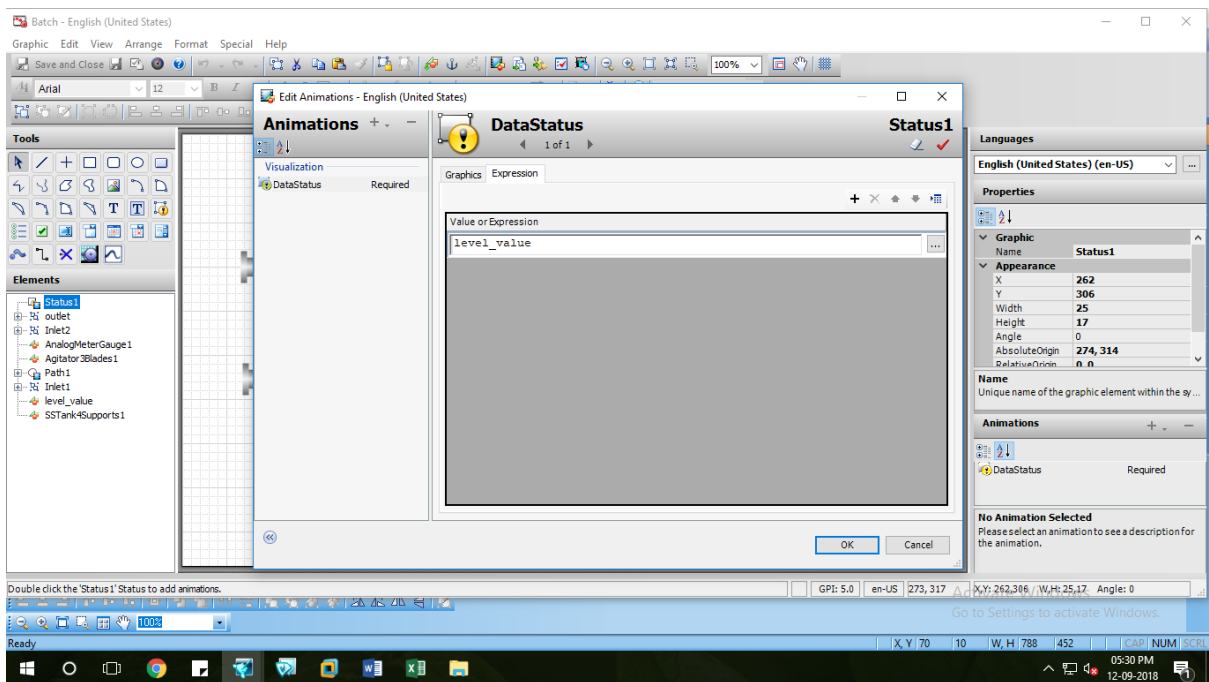 Batch - English (United States)
Graphic Edit View Arrange Format Special Help
Save and Close
100%
Arial
12
B I
Tools
Elements
Status1
outlet
Inlet2
AnalogMeterGauge1
Agitator3Blades1
Path1
Inlet1
level_value
SSTank4Supports1
Edit Animations - English (United States)
Animations
Visualization
DataStatus Required
DataStatus
1 of 1
Status1
Graphics Expression
Value or Expression
level_value
...
OK Cancel
Languages
English (United States) (en-US)
...
Properties
Graphic
Name Status1
Appearance
X 262
Y 306
Width 25
Height 17
Angle 0
AbsoluteOrigin 274, 314
RelativeOrigin 0, 0
Name
Unique name of the graphic element within the sy...
Animations
DataStatus Required
No Animation Selected
Please select an animation to see a description for
the animation.
Double click the 'Status1' Status to add animations.
GPI: 5.0 en-US 273, 317 X,Y: 262,306 W,H: 25,17 Angle: 0
Activate Windows
Go to Settings to activate Windows.
100%
Ready
X, Y 70 10 W, H 788 452 CAP NUM SCRL
05:30 PM
12-09-2018